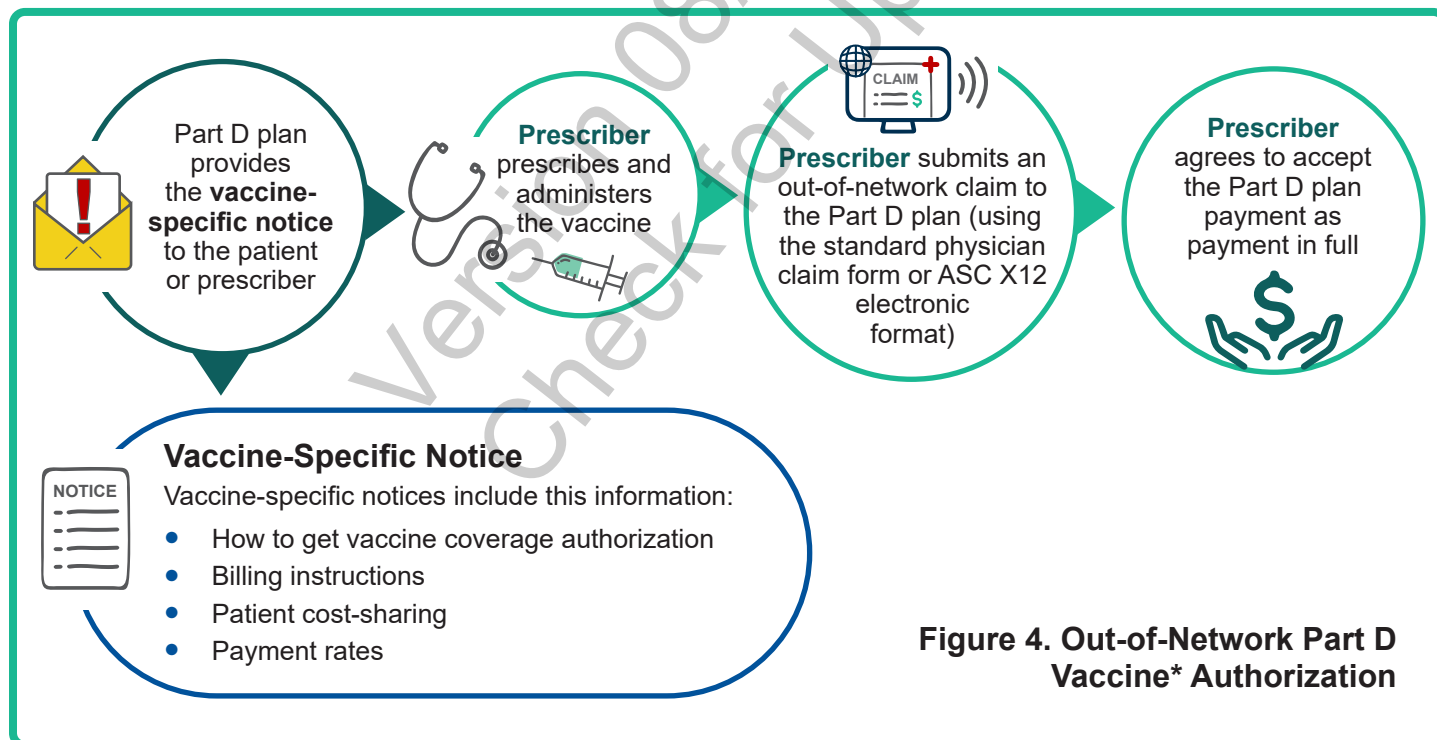 Part D plan
provides
the vaccine-
specific notice
to the patient
or prescriber
Prescriber
prescribes and
administers
the vaccine
CLAIM
$
Prescriber submits an
out-of-network claim to
the Part D plan (using
the standard physician
claim form or ASC X12
electronic
format)
Prescriber
agrees to accept
the Part D plan
payment as
payment in full
$
NOTICE
Vaccine-Specific Notice
Vaccine-specific notices include this information:
• How to get vaccine coverage authorization
• Billing instructions
• Patient cost-sharing
• Payment rates
Figure 4. Out-of-Network Part D
Vaccine* Authorization
Version
Check for